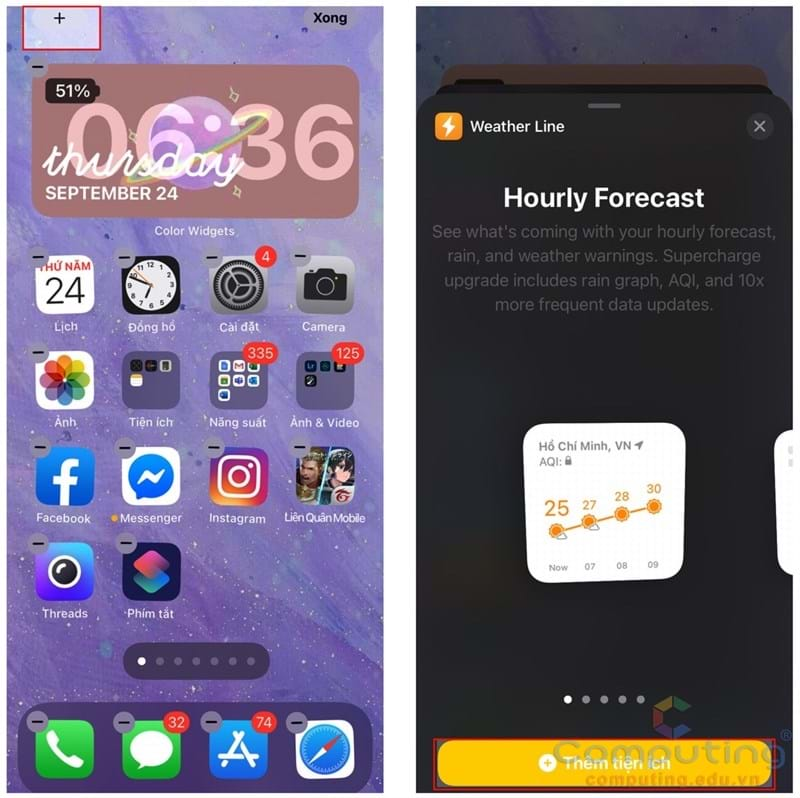 +
Xong
51%
06:36
thursday
SEPTEMBER 24
Color Widgets
THỨ NĂM
24
4
Lịch
Đồng hồ
Cài đặt
Camera
335
125
Ảnh
Tiện ích
Năng suất
Ảnh & Video
Facebook
Messenger
Instagram
Liên Quân Mobile
Threads
Phím tắt
32
74
Weather Line
Hourly Forecast
See what's coming with your hourly forecast,
rain, and weather warnings. Supercharge
upgrade includes rain graph, AQI, and 10x
more frequent data updates.
Hồ Chí Minh, VN
AQI:
25 27 28 30
Now 07 08 09
Thêm tiện ích
Computing®
computing.edu.vn